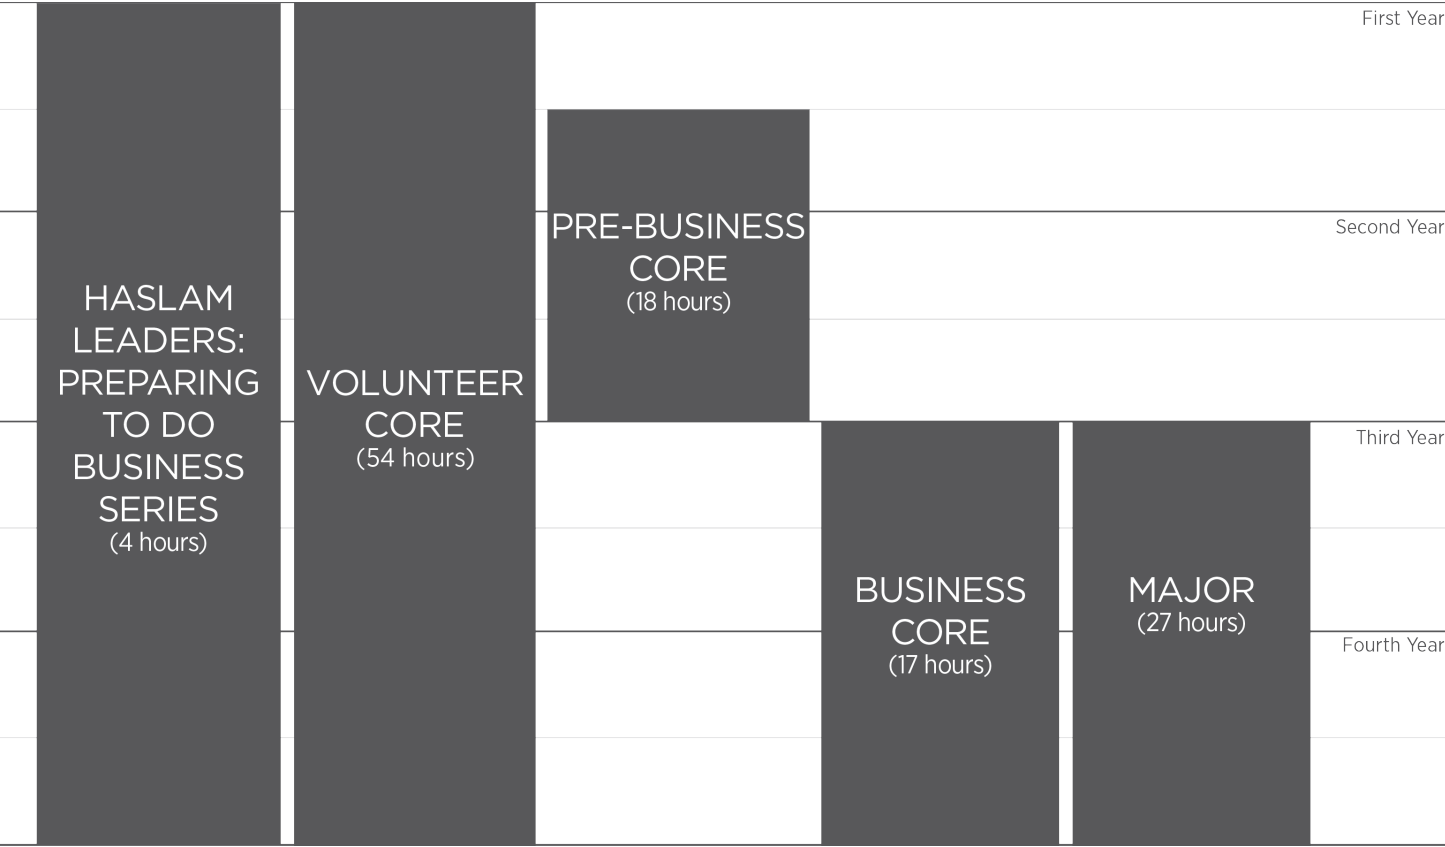 First Year
Second Year
Third Year
Fourth Year
HASLAM
LEADERS:
PREPARING
TO DO
BUSINESS
SERIES
(4 hours)
VOLUNTEER
CORE
(54 hours)
PRE-BUSINESS
CORE
(18 hours)
BUSINESS
CORE
(17 hours)
MAJOR
(27 hours)